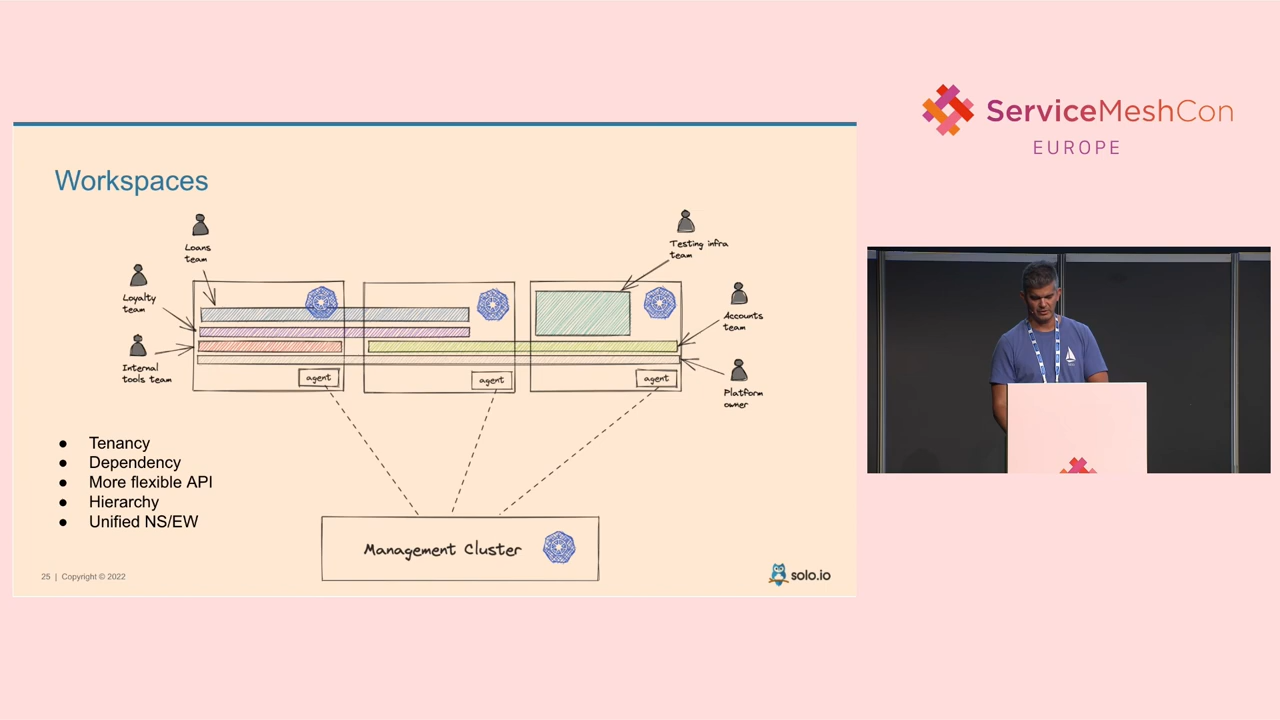 Workspaces
Loans
team
Loyalty
team
Internal
tools team
Testing infra
team
Accounts
team
Platform
owner
agent
agent
agent
Management Cluster
● Tenancy
● Dependency
● More flexible API
● Hierarchy
● Unified NS/EW
25 | Copyright © 2022
solo.io
ServiceMeshCon
EUROPE